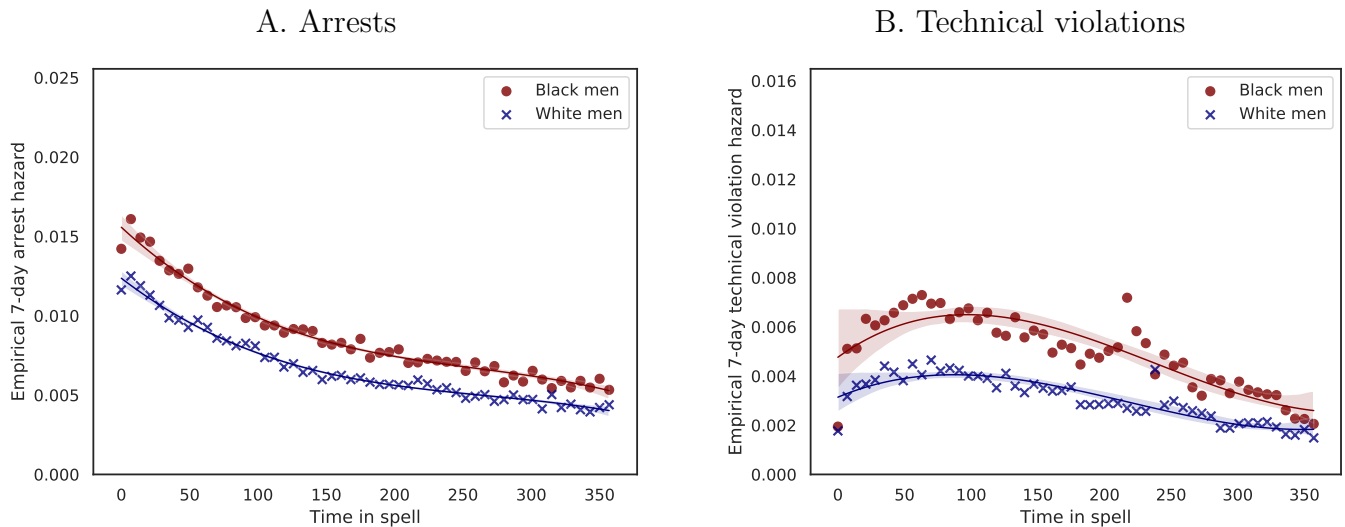 A. Arrests
0.025
0.020
0.015
0.010
0.005
0.000
Empirical 7-day arrest hazard
Black men
White men
0 50 100 150 200 250 300 350
Time in spell
B. Technical violations
0.016
0.014
0.012
0.010
0.008
0.006
0.004
0.002
0.000
Empirical 7-day technical violation hazard
Black men
White men
0 50 100 150 200 250 300 350
Time in spell